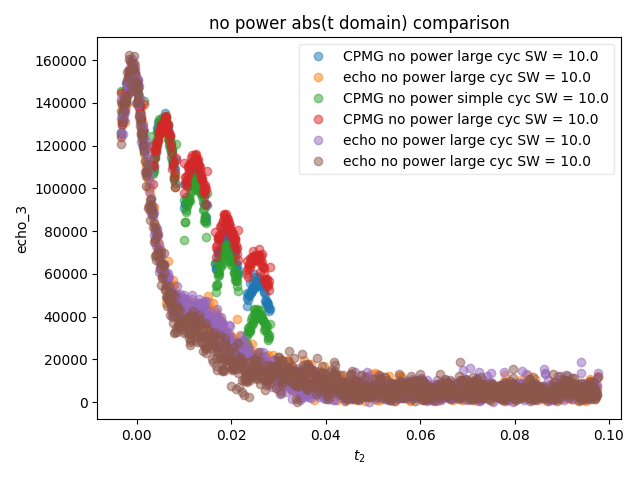 no power abs(t domain) comparison
CPMG no power large cyc SW = 10.0
echo no power large cyc SW = 10.0
CPMG no power simple cyc SW = 10.0
CPMG no power large cyc SW = 10.0
echo no power large cyc SW = 10.0
echo no power large cyc SW = 10.0
160000
140000
120000
100000
80000
60000
40000
20000
0
echo_3
0.00 0.02 0.04 0.06 0.08 0.10
t₂